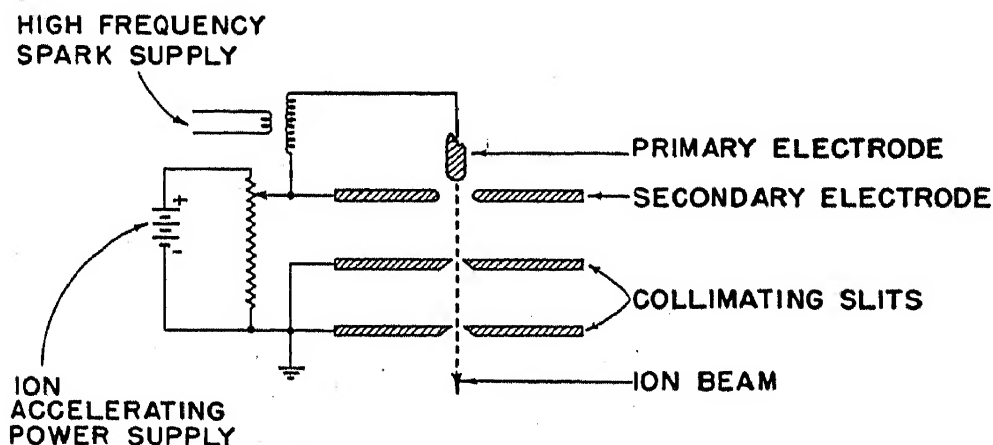 HIGH FREQUENCY
SPARK SUPPLY
PRIMARY ELECTRODE
SECONDARY ELECTRODE
+
-
COLLIMATING SLITS
ION BEAM
ION
ACCELERATING
POWER SUPPLY